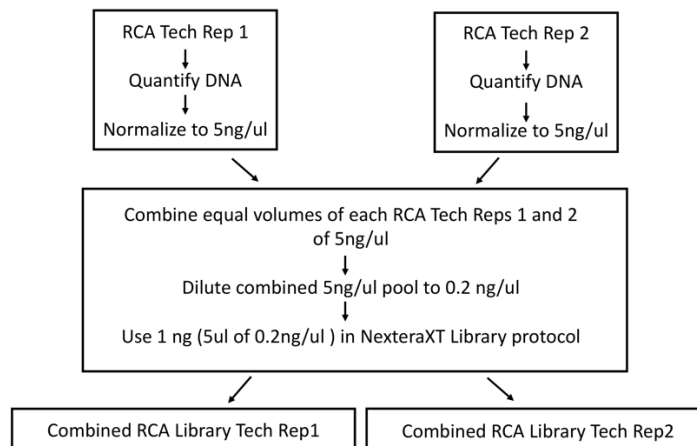 RCA Tech Rep 1
Quantify DNA
Normalize to 5ng/ul
RCA Tech Rep 2
Quantify DNA
Normalize to 5ng/ul
Combine equal volumes of each RCA Tech Reps 1 and 2
of 5ng/ul
Dilute combined 5ng/ul pool to 0.2 ng/ul
Use 1 ng (5ul of 0.2ng/ul ) in NexteraXT Library protocol
Combined RCA Library Tech Rep1
Combined RCA Library Tech Rep2